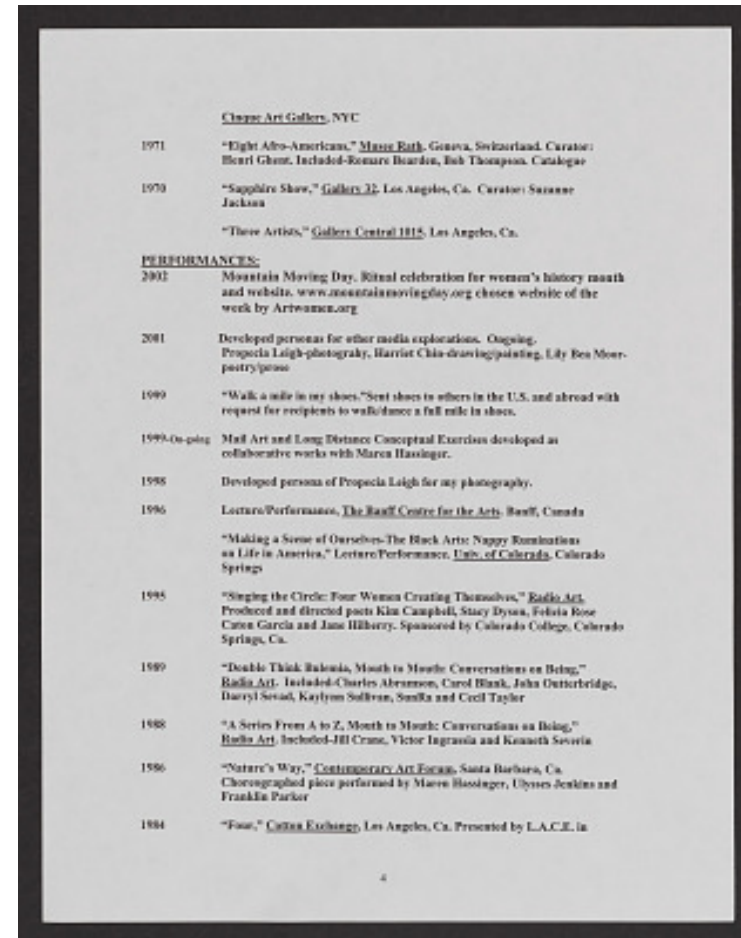 Cinque Art Gallery, NYC
1971 "Eight Afro-Americans," Musee Rath, Geneva, Switzerland. Curator:
Henri Ghent. Included-Romare Bearden, Bob Thompson. Catalogue
1970 "Sapphire Show," Gallery 32, Los Angeles, Ca. Curator: Suzanne
Jackson
"Three Artists," Gallery Central 1015, Los Angeles, Ca.
PERFORMANCES:
2002 Mountain Moving Day. Ritual celebration for women's history month
and website. www.mountainmovingday.org chosen website of the
week by Artwomen.org
2001 Developed personas for other media explorations. Ongoing.
Propecia Leigh-photograhy, Harriet Chin-drawing/painting, Lily Bea Moor-
poetry/prose
1999 "Walk a mile in my shoes."Sent shoes to others in the U.S. and abroad with
request for recipients to walk/dance a full mile in shoes.
1999-On-going Mail Art and Long Distance Conceptual Exercises developed as
collaborative works with Maren Hassinger.
1998 Developed persona of Propecia Leigh for my photography.
1996 Lecture/Performance, The Banff Centre for the Arts. Banff, Canada
"Making a Scene of Ourselves-The Black Arts: Nappy Ruminations
on Life in America," Lecture/Performance, Univ. of Colorado, Colorado
Springs
1995 "Singing the Circle: Four Women Creating Themselves," Radio Art,
Produced and directed poets Kim Campbell, Stacy Dyson, Felicia Rose
Caton Garcia and Jane Hilberry. Sponsored by Colorado College, Colorado
Springs, Co.
1989 "Double Think Bulemia, Mouth to Mouth: Conversations on Being,"
Radio Art. Included-Charles Abramson, Carol Blank, John Outterbridge,
Darryl Sivad, Kaylynn Sullivan, SunRa and Cecil Taylor
1988 "A Series From A to Z, Mouth to Mouth: Conversations on Being,"
Radio Art. Included-Jill Crane, Victor Ingrassia and Kenneth Severin
1986 "Nature's Way," Contemporary Art Forum, Santa Barbara, Ca.
Choreographed piece performed by Maren Hassinger, Ulysses Jenkins and
Franklin Parker
1984 "Four," Cotton Exchange, Los Angeles, Ca. Presented by L.A.C.E. in
4